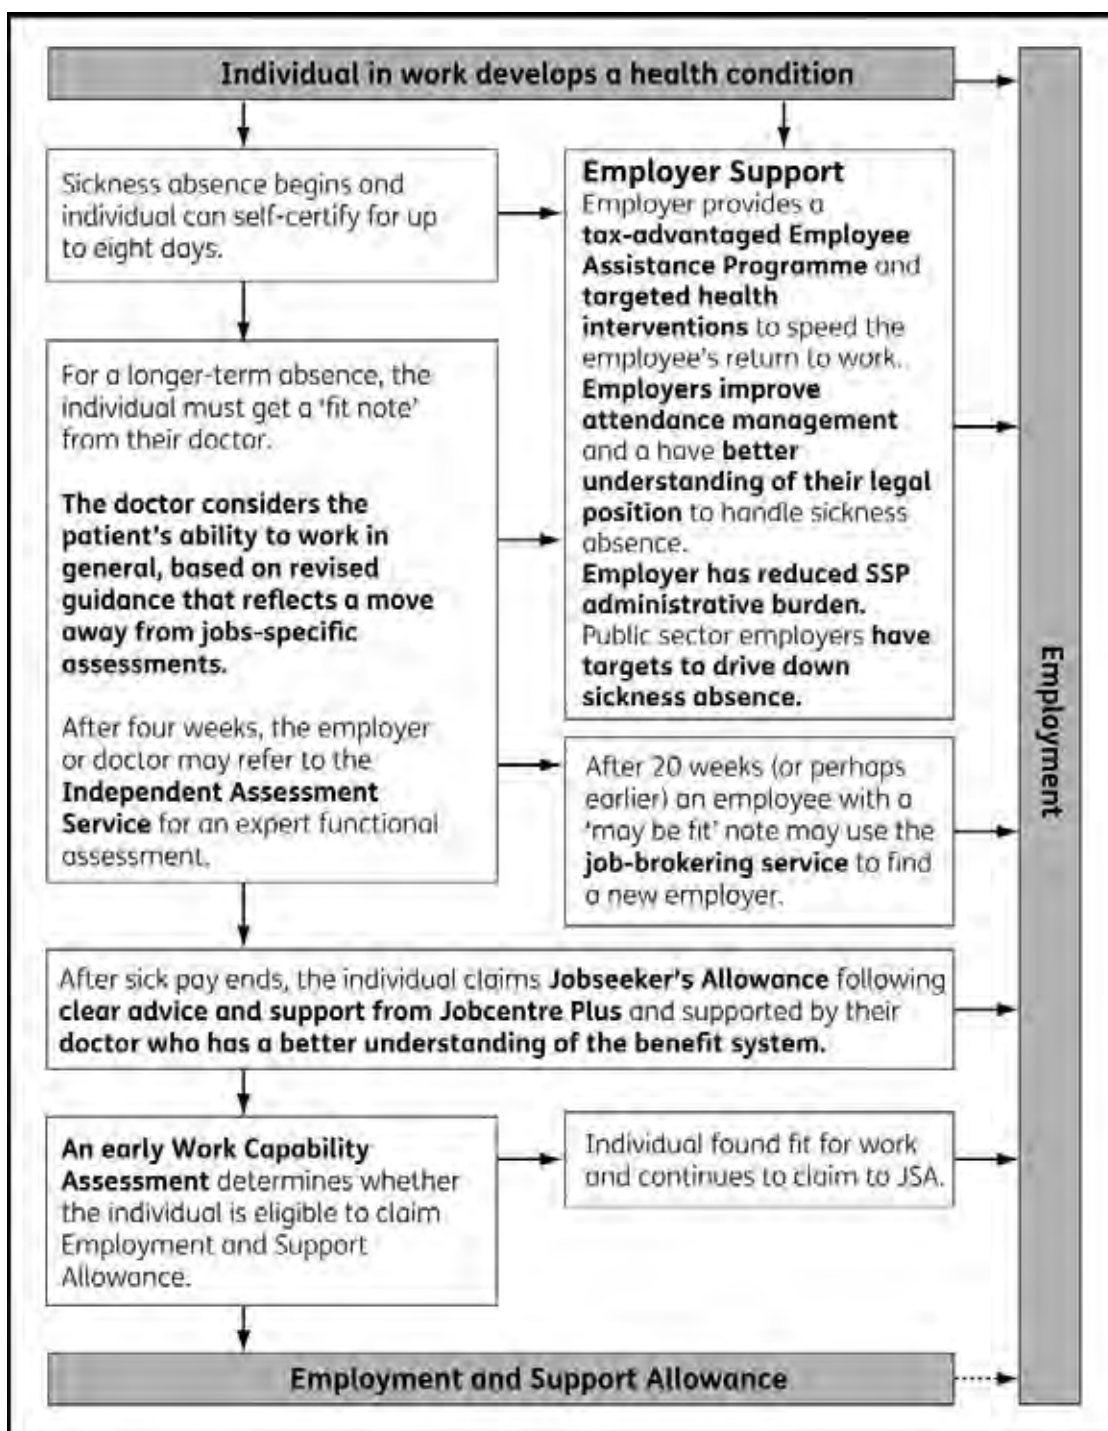 Individual in work develops a health condition
Sickness absence begins and
individual can self-certify for up
to eight days.
Employer Support
Employer provides a
tax-advantaged Employee
Assistance Programme and
targeted health
interventions to speed the
employee's return to work.
Employers improve
attendance management
and a have better
understanding of their legal
position to handle sickness
absence.
Employer has reduced SSP
administrative burden.
Public sector employers have
targets to drive down
sickness absence.
For a longer-term absence, the
individual must get a ‘fit note’
from their doctor.
The doctor considers the
patient's ability to work in
general, based on revised
guidance that reflects a move
away from jobs-specific
assessments.
After four weeks, the employer
or doctor may refer to the
Independent Assessment
Service for an expert functional
assessment.
After 20 weeks (or perhaps
earlier) an employee with a
‘may be fit’ note may use the
job-brokering service to find
a new employer.
After sick pay ends, the individual claims Jobseeker's Allowance following
clear advice and support from Jobcentre Plus and supported by their
doctor who has a better understanding of the benefit system.
An early Work Capability
Assessment determines whether
the individual is eligible to claim
Employment and Support
Allowance.
Individual found fit for work
and continues to claim to JSA.
Employment and Support Allowance
Employment